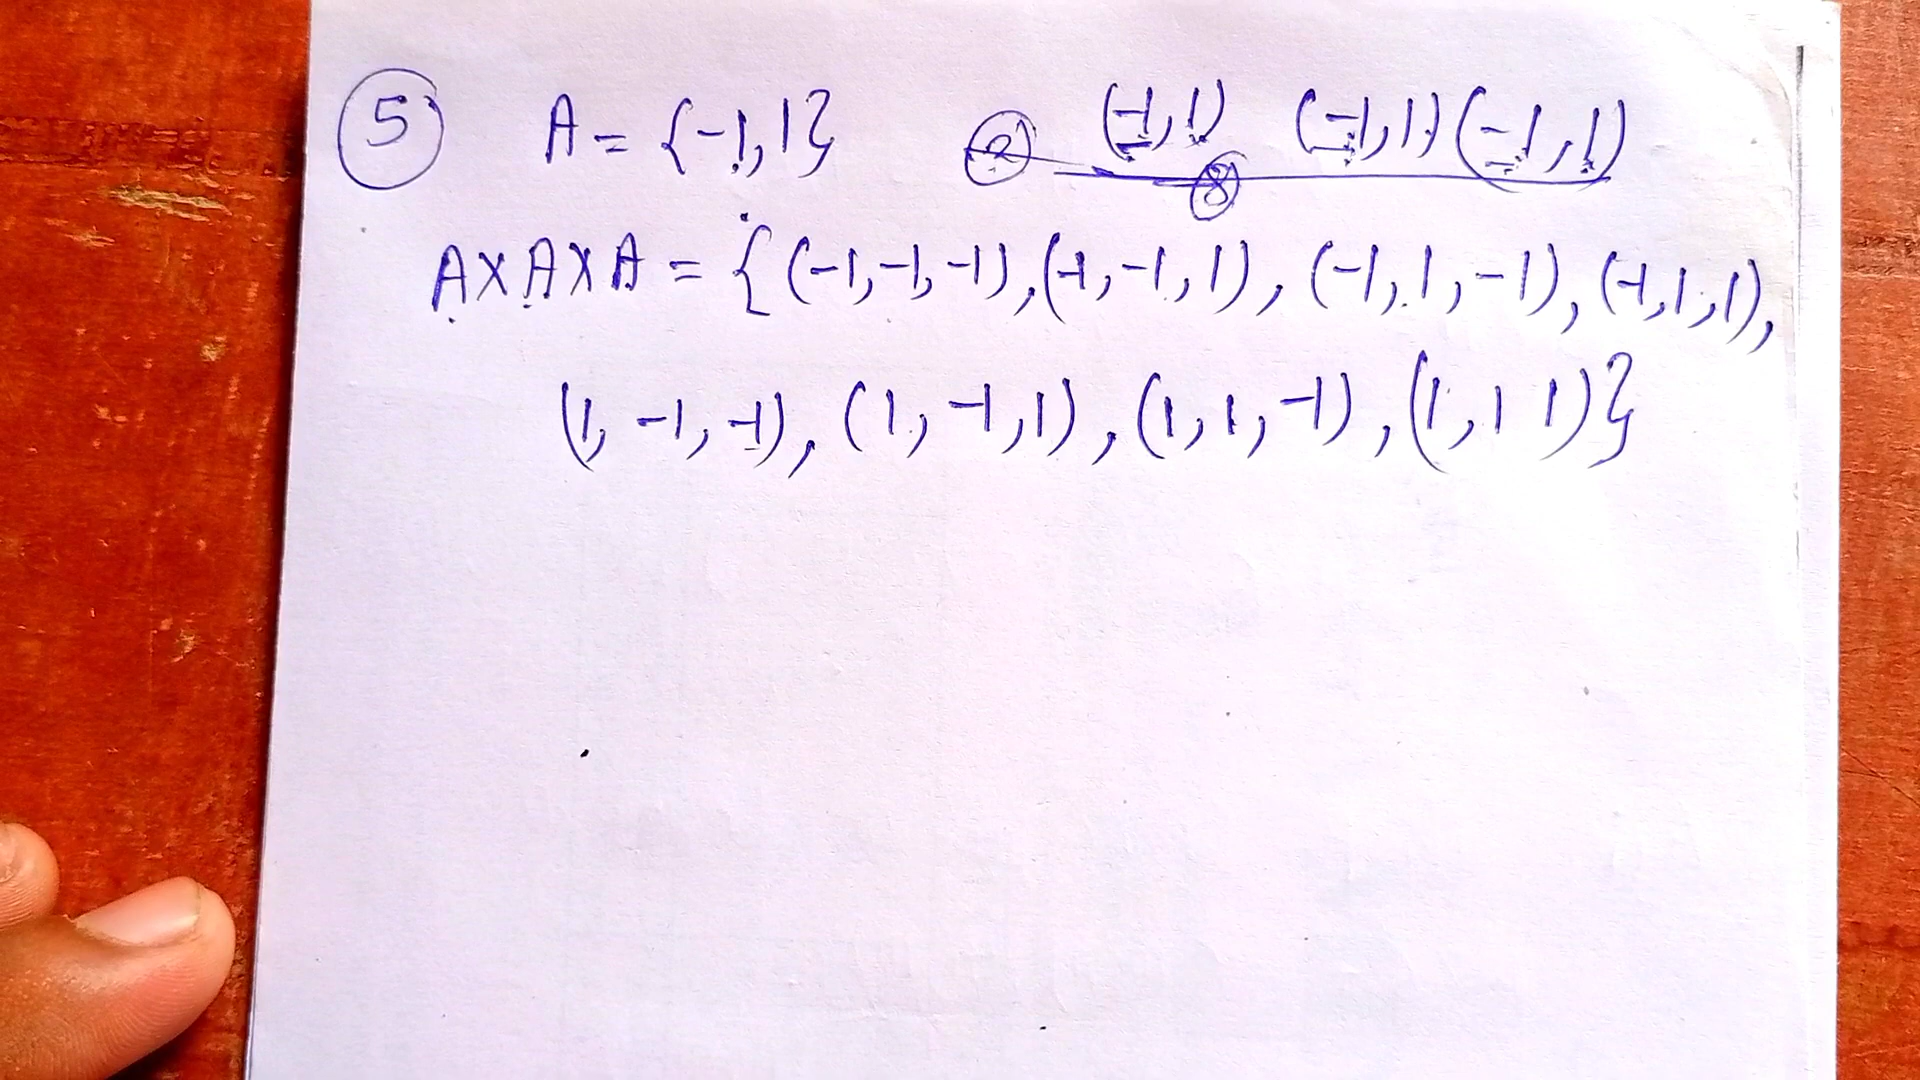 5 A = {-1, 1} (-1, 1) (-1, 1) (-1, 1)
8
A X A X A = { (-1, -1, -1), (-1, -1, 1), (-1, 1, -1), (-1, 1, 1),
(1, -1, -1), (1, -1, 1), (1, 1, -1), (1, 1 1) }